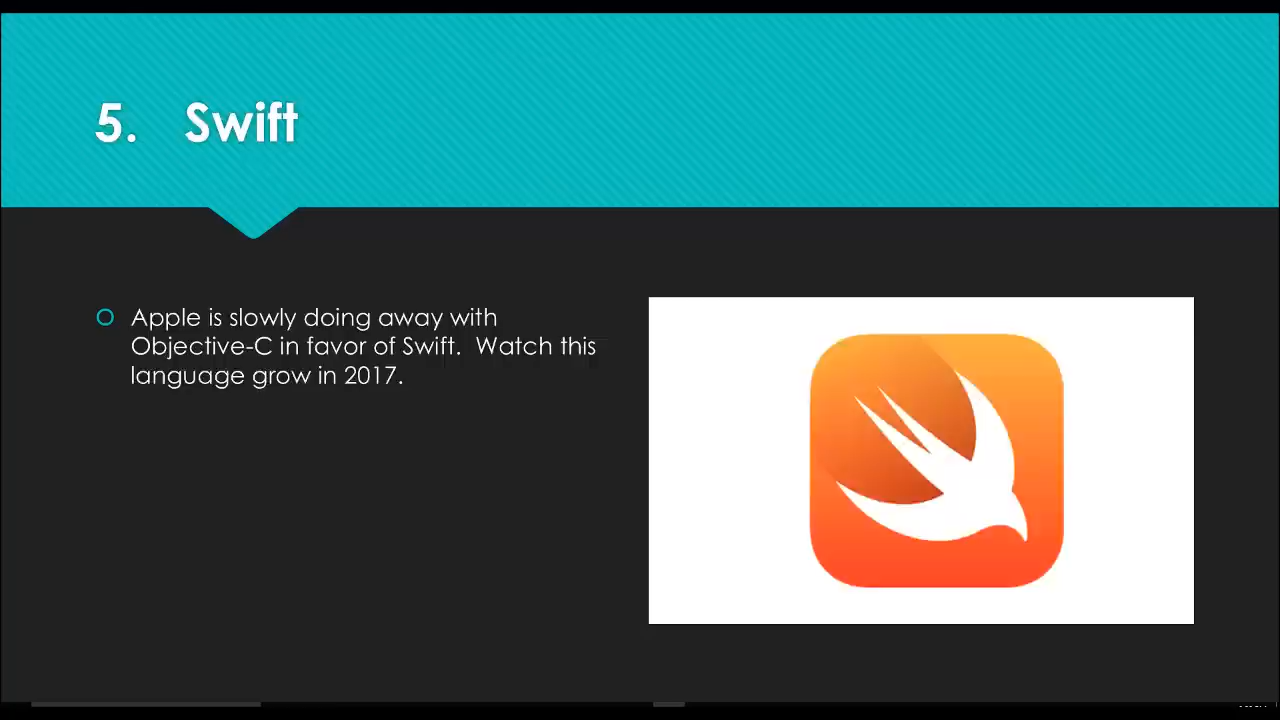 5. Swift
Apple is slowly doing away with
Objective-C in favor of Swift. Watch this
language grow in 2017.